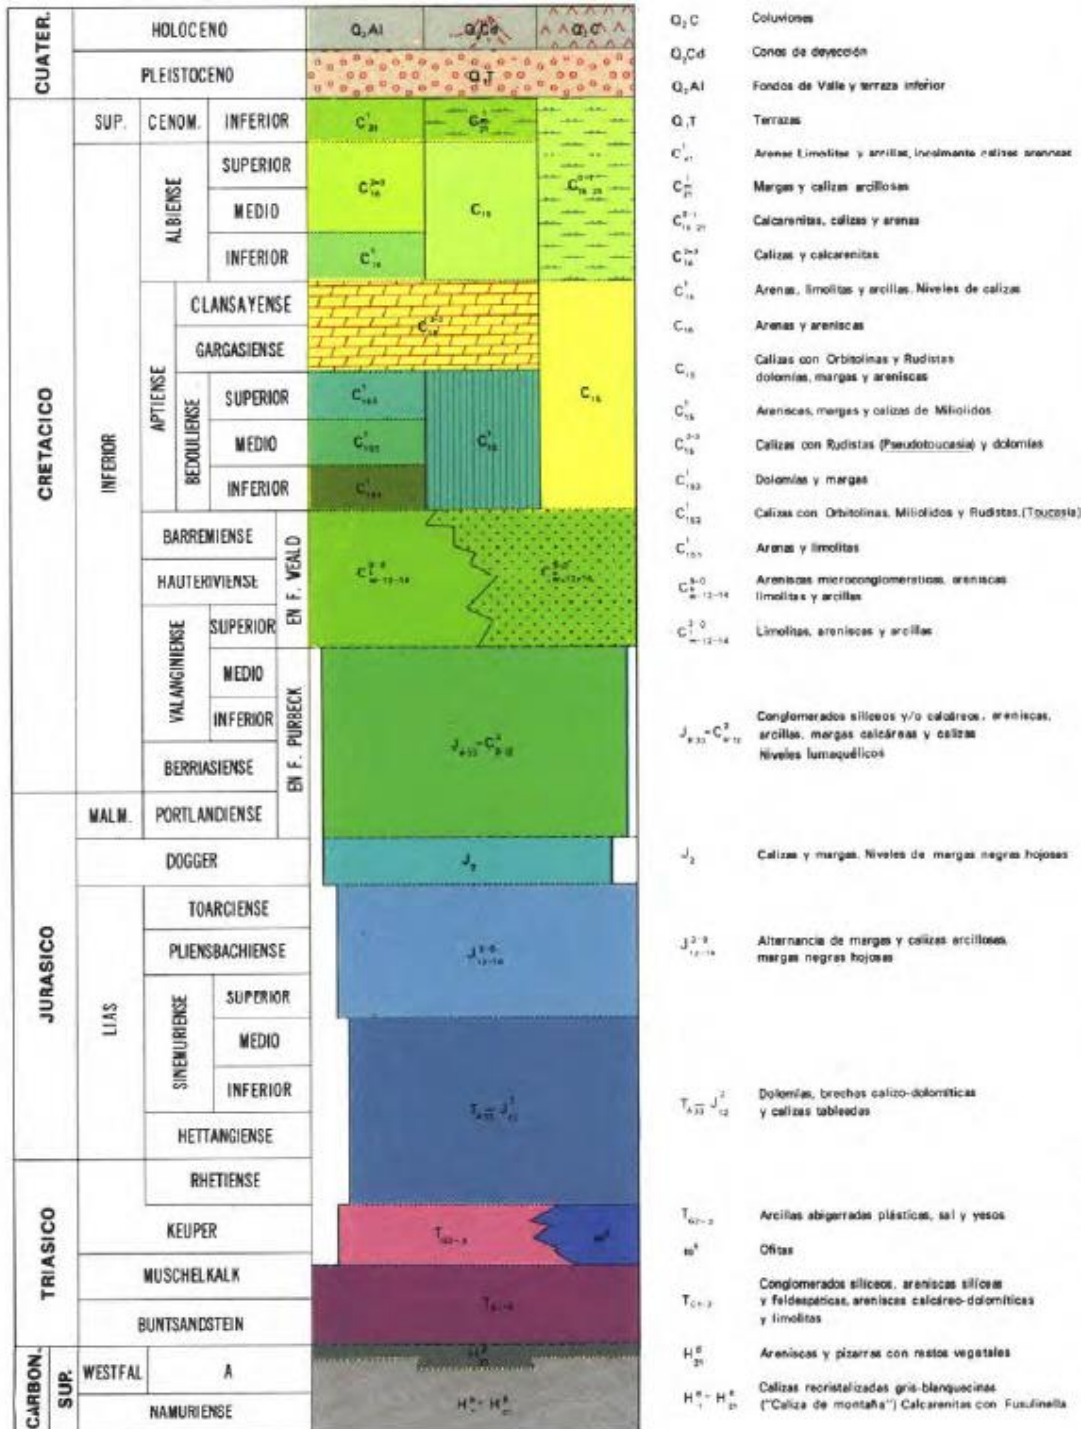 CUATER.
HOLOCENO
PLEISTOCENO
CRETACICO
SUP.
CENOM.
INFERIOR
INFERIOR
ALBIENSE
SUPERIOR
MEDIO
INFERIOR
APTIENSE
CLANSAYENSE
GARGASIENSE
BEDOULIENSE
SUPERIOR
MEDIO
INFERIOR
BARREMIENSE
HAUTERIVIENSE
VALANGINIENSE
SUPERIOR
MEDIO
INFERIOR
BERRIASIENSE
EN F. WEALD
EN F. PURBECK
JURASICO
MALM.
PORTLANDIENSE
DOGGER
LIAS
TOARCIENSE
PLIENSBACHIENSE
SINEMURIENSE
SUPERIOR
MEDIO
INFERIOR
HETTANGIENSE
TRIASICO
RHETIENSE
KEUPER
MUSCHELKALK
BUNTSANDSTEIN
CARBON.
SUP.
WESTFAL
A
NAMURIENSE
Q₂Al
Q₂C Coluviones
Q₂Cd Conos de deyección
Q₂Al Fondos de Valle y terraza inferior
Q₁T Terrazas
Arenas Limolitas y arcillas, localmente calizas arenosas
Margas y calizas arcillosas
Calcarenitas, calizas y arenas
Calizas y calcarenitas
Arenas, limolitas y arcillas. Niveles de calizas
C₁₆ Arenas y areniscas
C₁₅ Calizas con Orbitolinas y Rudistas
dolomías, margas y areniscas
Areniscas, margas y calizas de Miliolidos
Calizas con Rudistas (Pseudotoucasia) y dolomías
Dolomías y margas
Calizas con Orbitolinas, Miliolidos y Rudistas, (Toucasia)
Arenas y limolitas
Areniscas microconglomeráticas, areniscas
limolitas y arcillas
Limolitas, areniscas y arcillas
Conglomerados silíceos y/o calcáreos, areniscas,
arcillas, margas calcáreas y calizas
Niveles lumaquélicos
J₂ Calizas y margas. Niveles de margas negras hojosas
Alternancia de margas y calizas arcillosas,
margas negras hojosas
Dolomías, brechas calizo-dolomíticas
y calizas tableadas
Arcillas abigarradas plásticas, sal y yesos
Ofitas
Conglomerados silíceos, areniscas silíceas
y feldespáticas, areniscas calcáreo-dolomíticas
y limolitas
Areniscas y pizarras con restos vegetales
Calizas recristalizadas gris-blanquecinas
("Caliza de montaña") Calcarenitas con Fusulinella